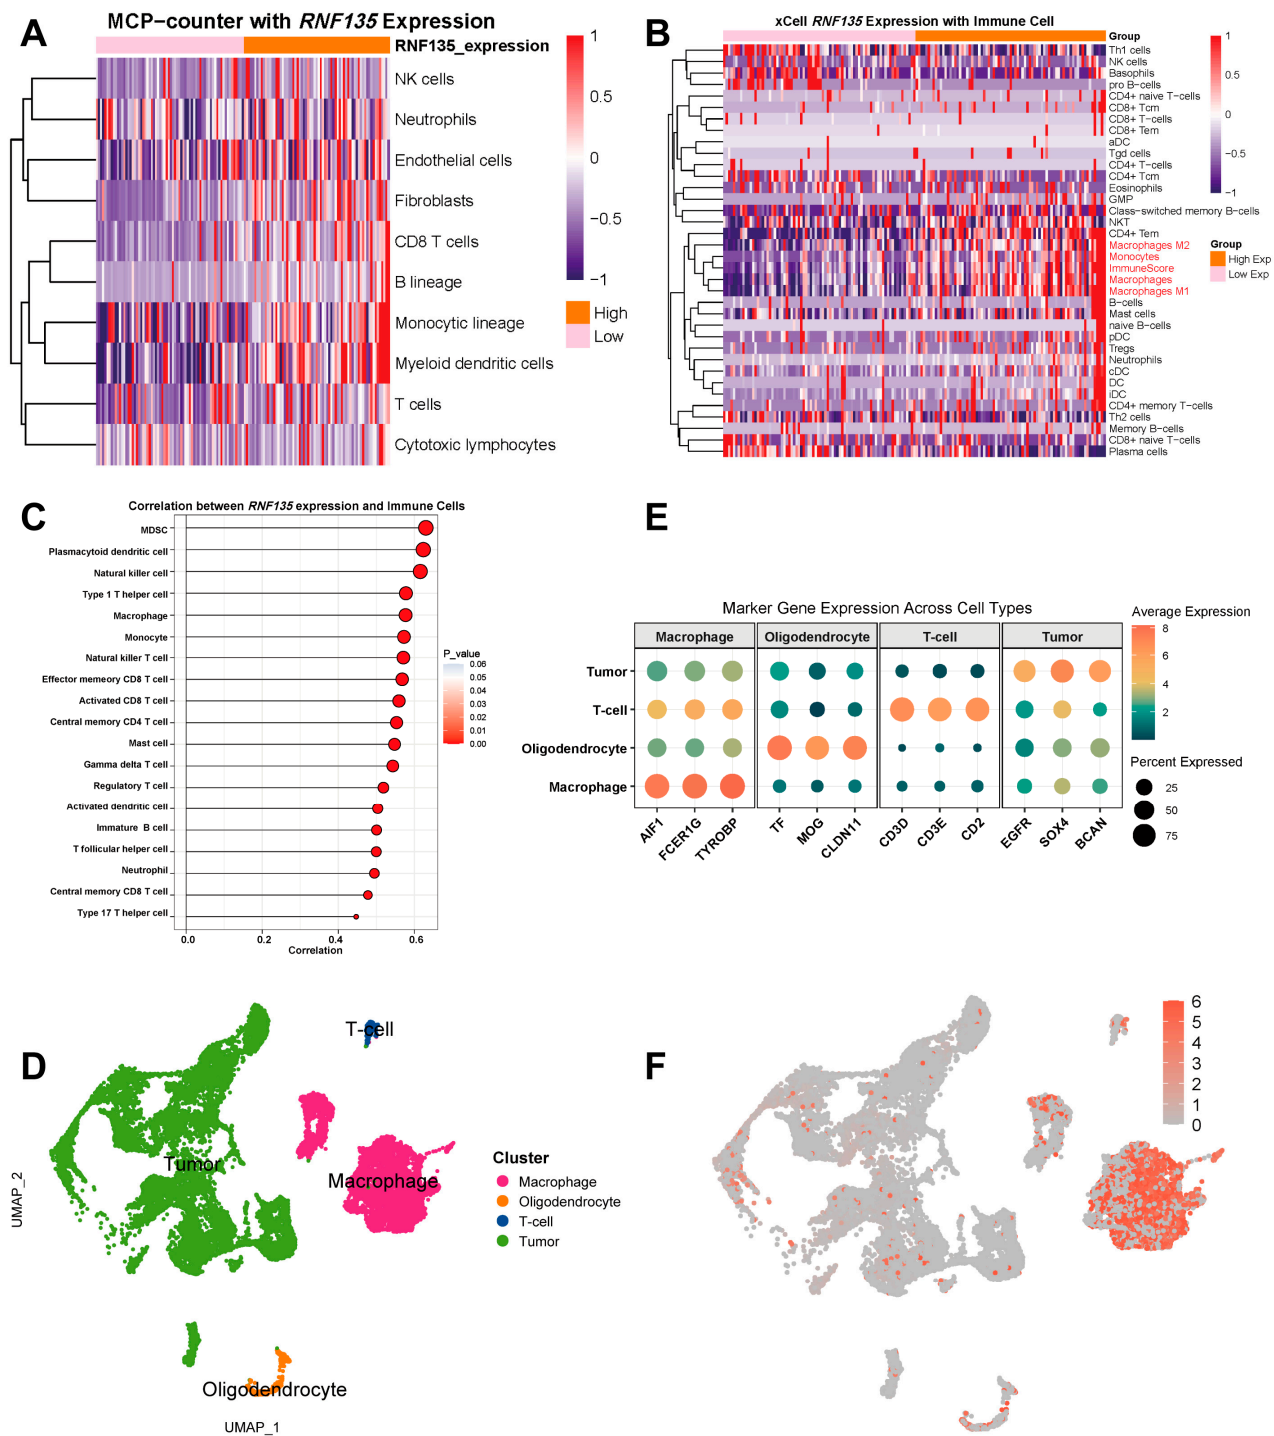 A
MCP−counter with RNF135 Expression
RNF135_expression
NK cells
Neutrophils
Endothelial cells
Fibroblasts
CD8 T cells
B lineage
Monocytic lineage
Myeloid dendritic cells
T cells
Cytotoxic lymphocytes
1
0.5
0
−0.5
−1
High
Low
B
xCell RNF135 Expression with Immune Cell
Group
Th1 cells
NK cells
Basophils
pro B−cells
CD4+ naive T−cells
CD8+ Tcm
CD8+ T−cells
CD8+ Tem
aDC
Tgd cells
CD4+ T−cells
CD4+ Tcm
Eosinophils
GMP
Class−switched memory B−cells
NKT
CD4+ Tem
Macrophages M2
Monocytes
ImmuneScore
Macrophages
Macrophages M1
B−cells
Mast cells
naive B−cells
pDC
Tregs
Neutrophils
cDC
DC
iDC
CD4+ memory T−cells
Th2 cells
Memory B−cells
CD8+ naive T−cells
Plasma cells
1
0.5
0
−0.5
−1
Group
High Exp
Low Exp
C
Correlation between RNF135 expression and Immune Cells
MDSC
Plasmacytoid dendritic cell
Natural killer cell
Type 1 T helper cell
Macrophage
Monocyte
Natural killer T cell
Effector memeory CD8 T cell
Activated CD8 T cell
Central memory CD4 T cell
Mast cell
Gamma delta T cell
Regulatory T cell
Activated dendritic cell
Immature B cell
T follicular helper cell
Neutrophil
Central memory CD8 T cell
Type 17 T helper cell
0.0
0.2
0.4
0.6
Correlation
P_value
0.06
0.05
0.04
0.03
0.02
0.01
0.00
E
Marker Gene Expression Across Cell Types
Macrophage
Oligodendrocyte
T−cell
Tumor
Tumor
T−cell
Oligodendrocyte
Macrophage
AIF1
FCER1G
TYROBP
TF
MOG
CLDN11
CD3D
CD3E
CD2
EGFR
SOX4
BCAN
Average Expression
8
6
4
2
Percent Expressed
25
50
75
D
T-cell
Tumor
Macrophage
Oligodendrocyte
UMAP_2
UMAP_1
Cluster
Macrophage
Oligodendrocyte
T-cell
Tumor
F
6
5
4
3
2
1
0